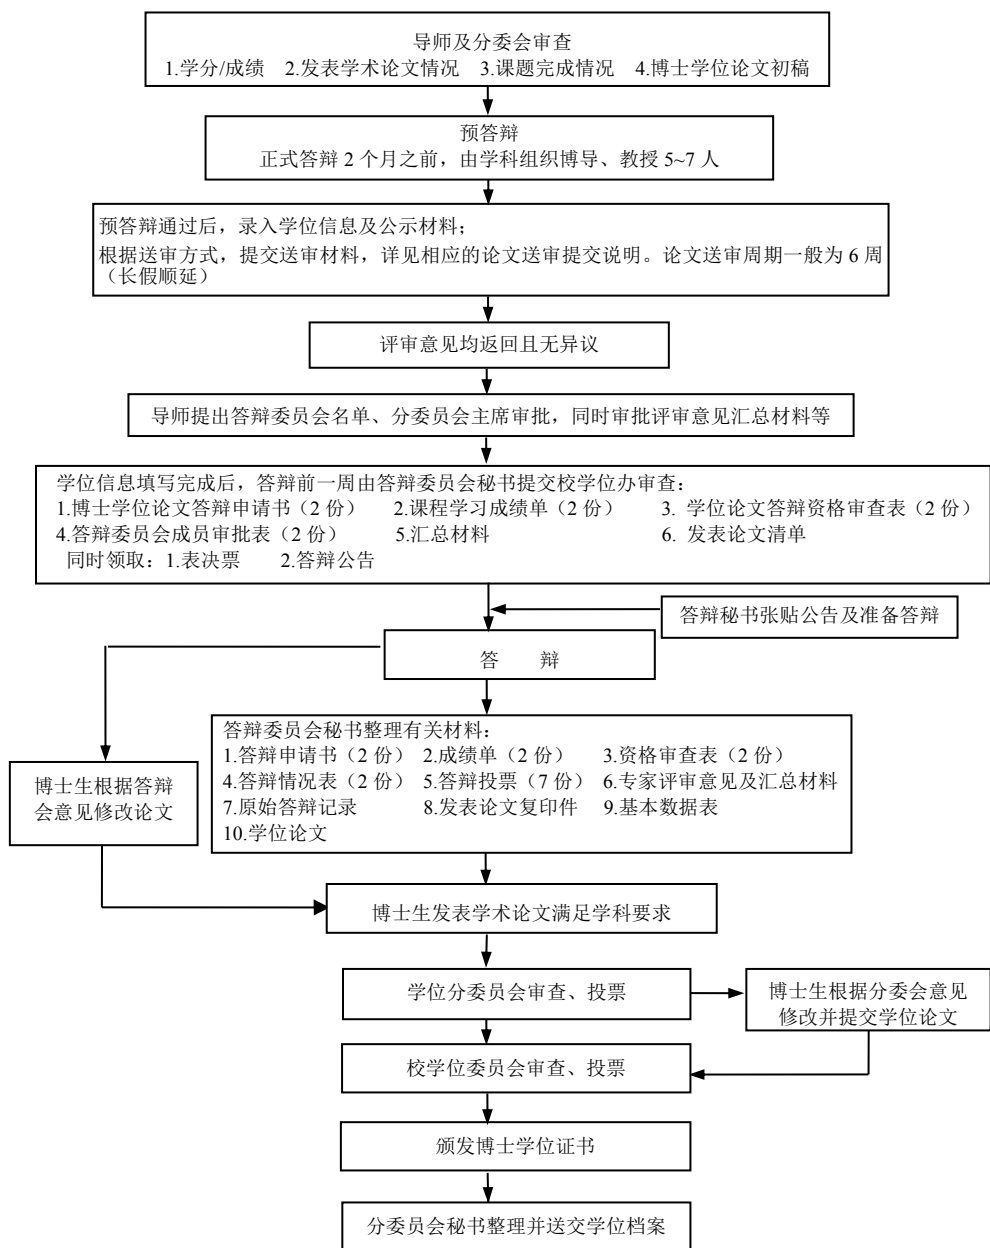 导师及分委会审查
1.学分/成绩 2.发表学术论文情况 3.课题完成情况 4.博士学位论文初稿
预答辩
正式答辩 2 个月之前，由学科组织博导、教授 5~7 人
预答辩通过后，录入学位信息及公示材料；
根据送审方式，提交送审材料，详见相应的论文送审提交说明。论文送审周期一般为 6 周
（长假顺延）
评审意见均返回且无异议
导师提出答辩委员会名单、分委员会主席审批，同时审批评审意见汇总材料等
学位信息填写完成后，答辩前一周由答辩委员会秘书提交校学位办审查：
1.博士学位论文答辩申请书（2 份） 2.课程学习成绩单（2 份） 3. 学位论文答辩资格审查表（2 份）
4.答辩委员会成员审批表（2 份） 5.汇总材料 6. 发表论文清单
同时领取：1.表决票 2.答辩公告
答辩秘书张贴公告及准备答辩
答 辩
答辩委员会秘书整理有关材料：
1.答辩申请书（2 份） 2.成绩单（2 份） 3.资格审查表（2 份）
4.答辩情况表（2 份） 5.答辩投票（7 份） 6.专家评审意见及汇总材料
7.原始答辩记录 8.发表论文复印件 9.基本数据表
10.学位论文
博士生根据答辩
会意见修改论文
博士生发表学术论文满足学科要求
学位分委员会审查、投票
博士生根据分委会意见
修改并提交学位论文
校学位委员会审查、投票
颁发博士学位证书
分委员会秘书整理并送交学位档案